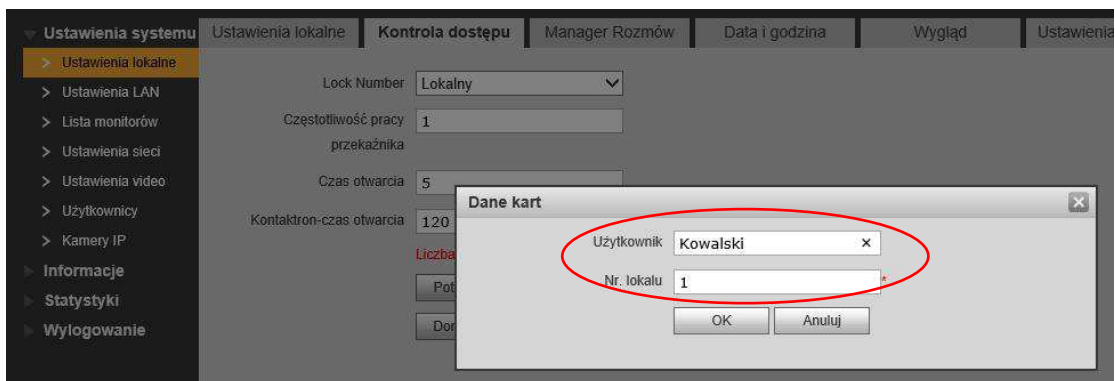 Ustawienia systemu
Ustawienia lokalne
Ustawienia LAN
Lista monitorów
Ustawienia sieci
Ustawienia video
Użytkownicy
Kamery IP
Informacje
Statystyki
Wylogowanie
Ustawienia lokalne Kontrola dostępu Manager Rozmów Data i godzina Wygląd Ustawienia
Lock Number Lokalny
Częstotliwość pracy
przekaźnika 1
Czas otwarcia 5
Kontaktron-czas otwarcia 120
Liczba
Pot
Dane kart
Użytkownik Kowalski ×
Nr. lokalu 1 *
OK Anuluj